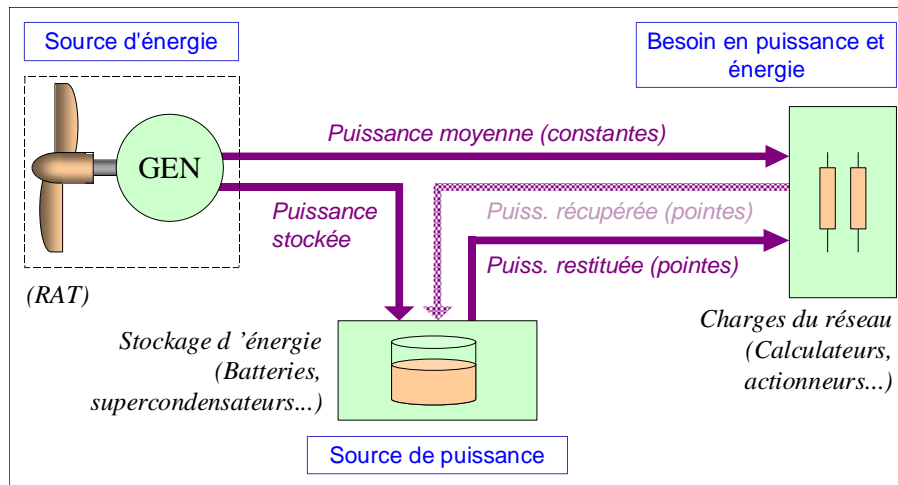 Source d'énergie
Besoin en puissance et
énergie
GEN
Puissance moyenne (constantes)
Puissance
stockée
Puiss. récupérée (pointes)
Puiss. restituée (pointes)
(RAT)
Stockage d ’énergie
(Batteries,
supercondensateurs...)
Charges du réseau
(Calculateurs,
actionneurs...)
Source de puissance